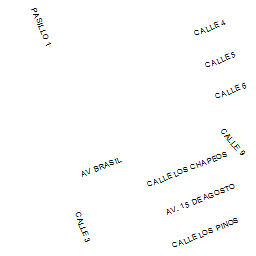 PASILLO 1
CALLE 4
CALLE 5
CALLE 6
CALLE 9
AV BRASIL
CALLE LOS CHAPEOS
CALLE 3
AV. 15 DE AGOSTO
CALLE LOS PINOS